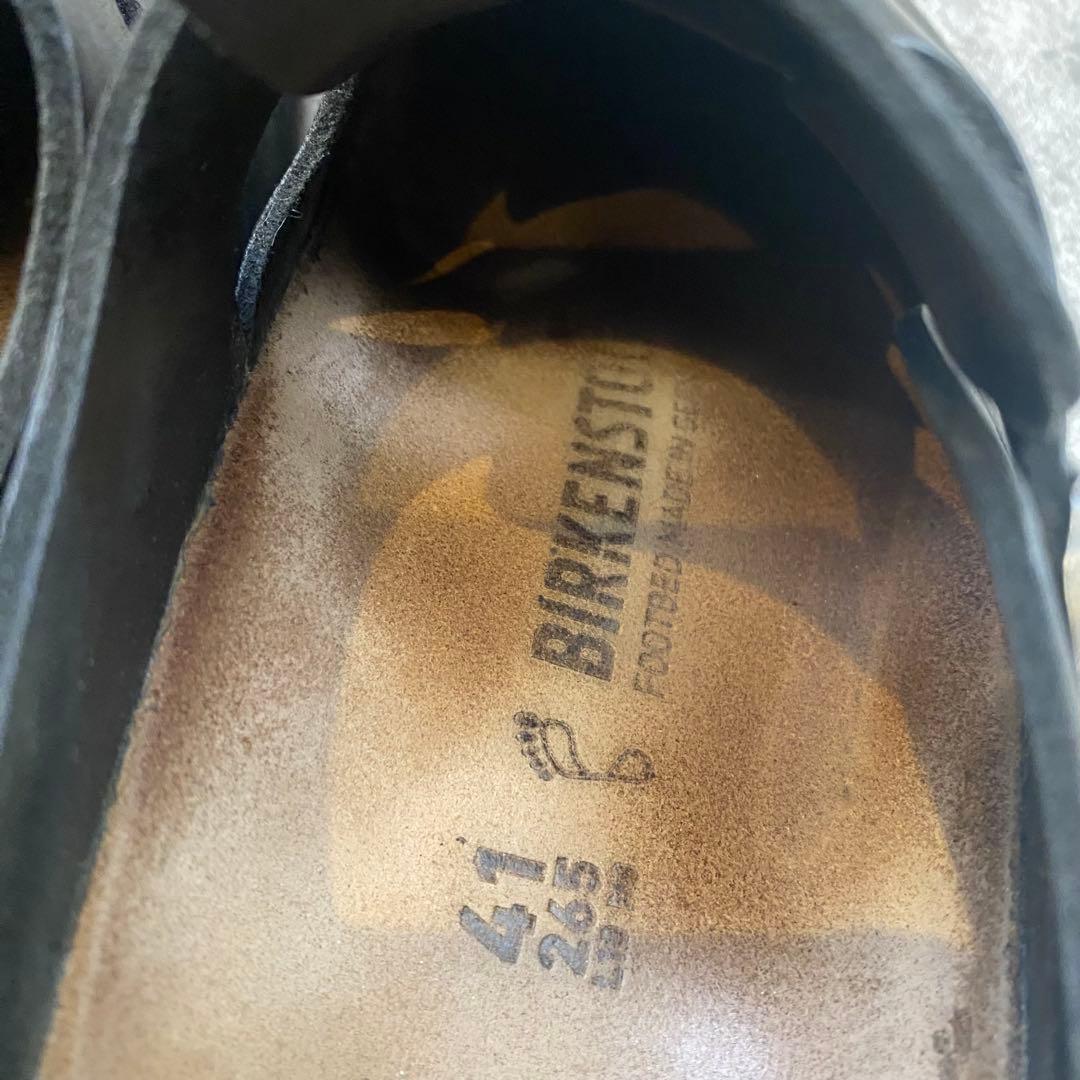 BIRKENSTO
FOOTBED MADE IN GE
41
265